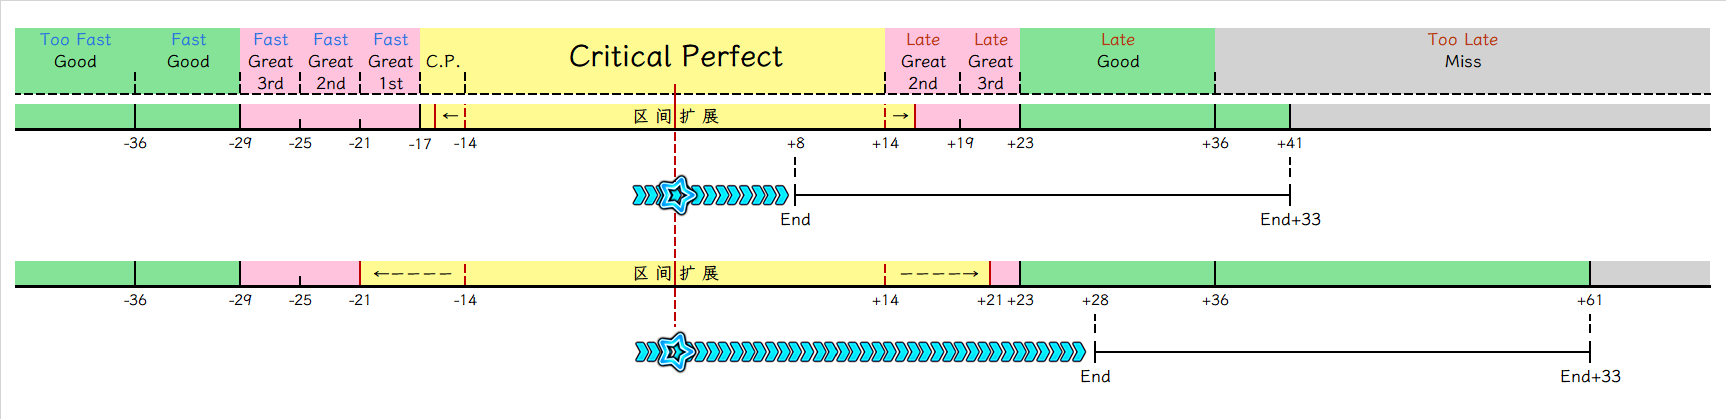 Too Fast Fast Fast Fast Fast Late Late Late Too Late
Good Good Great Great Great C.P. Critical Perfect Great Great Good Miss
3rd 2nd 1st 2nd 3rd
← 区间扩展 →
-36 -29 -25 -21 -17 -14 +8 +14 +19 +23 +36 +41
End End+33
←---- 区间扩展 ----→
-36 -29 -25 -21 -14 +14 +21 +23 +28 +36 +61
End End+33